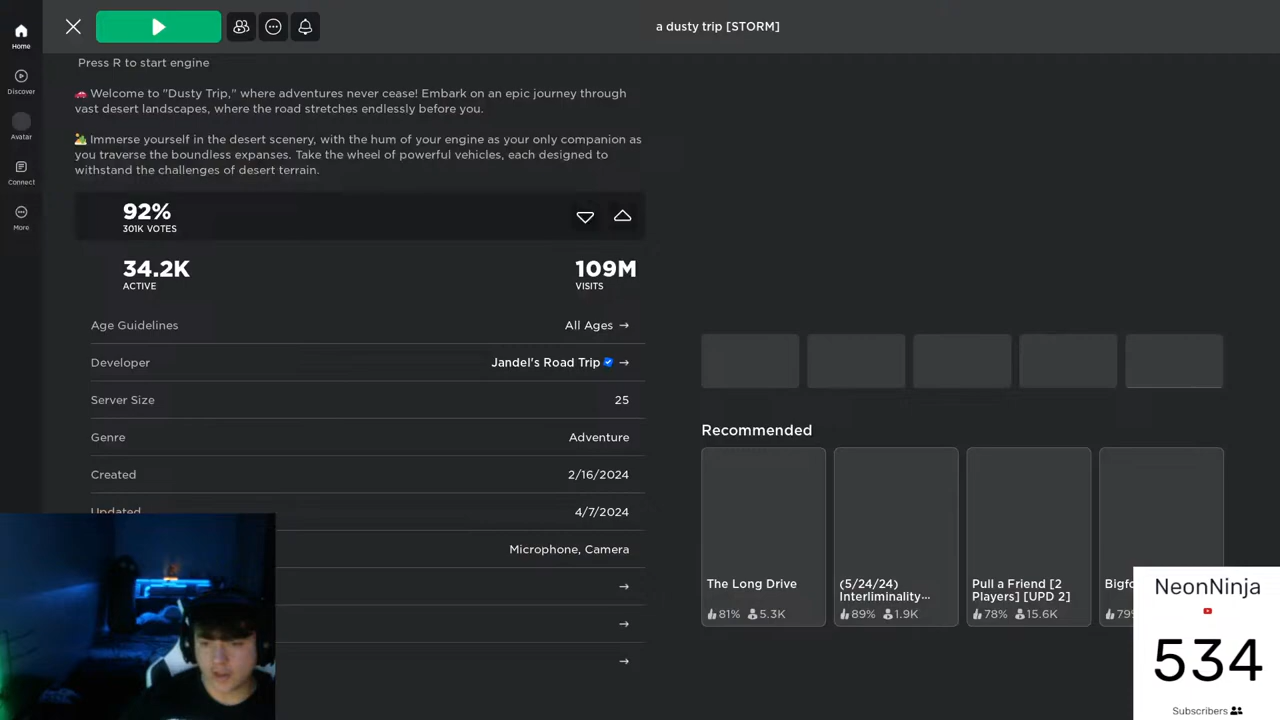 a dusty trip [STORM]
Home
Discover
Avatar
Connect
More
Press R to start engine
Welcome to "Dusty Trip," where adventures never cease! Embark on an epic journey through
vast desert landscapes, where the road stretches endlessly before you.
Immerse yourself in the desert scenery, with the hum of your engine as your only companion as
you traverse the boundless expanses. Take the wheel of powerful vehicles, each designed to
withstand the challenges of desert terrain.
92%
301K VOTES
34.2K
ACTIVE
109M
VISITS
Age Guidelines
All Ages →
Developer
Jandel's Road Trip →
Server Size
25
Genre
Adventure
Created
2/16/2024
Updated
4/7/2024
Microphone, Camera
→
→
→
Recommended
The Long Drive
81% 5.3K
(5/24/24)
Interliminality...
89% 1.9K
Pull a Friend [2
Players] [UPD 2]
78% 15.6K
79%
NeonNinja
534
Subscribers